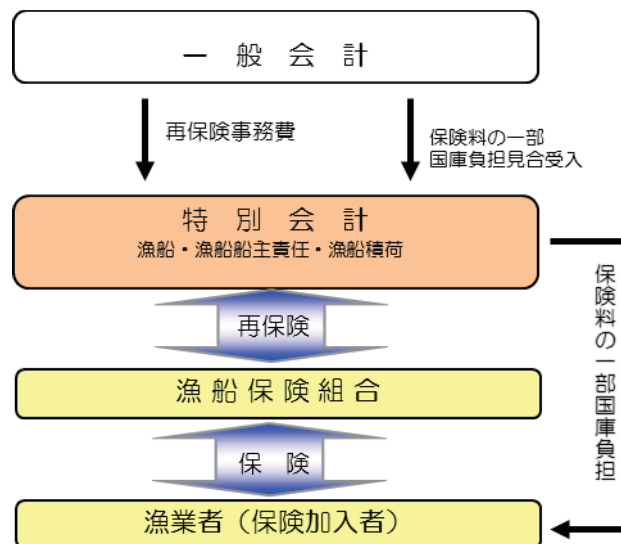 一般会計
再保険事務費
保険料の一部
国庫負担見合受入
特別会計
漁船・漁船船主責任・漁船積荷
再保険
漁船保険組合
保険
漁業者（保険加入者）
保険料の一部国庫負担